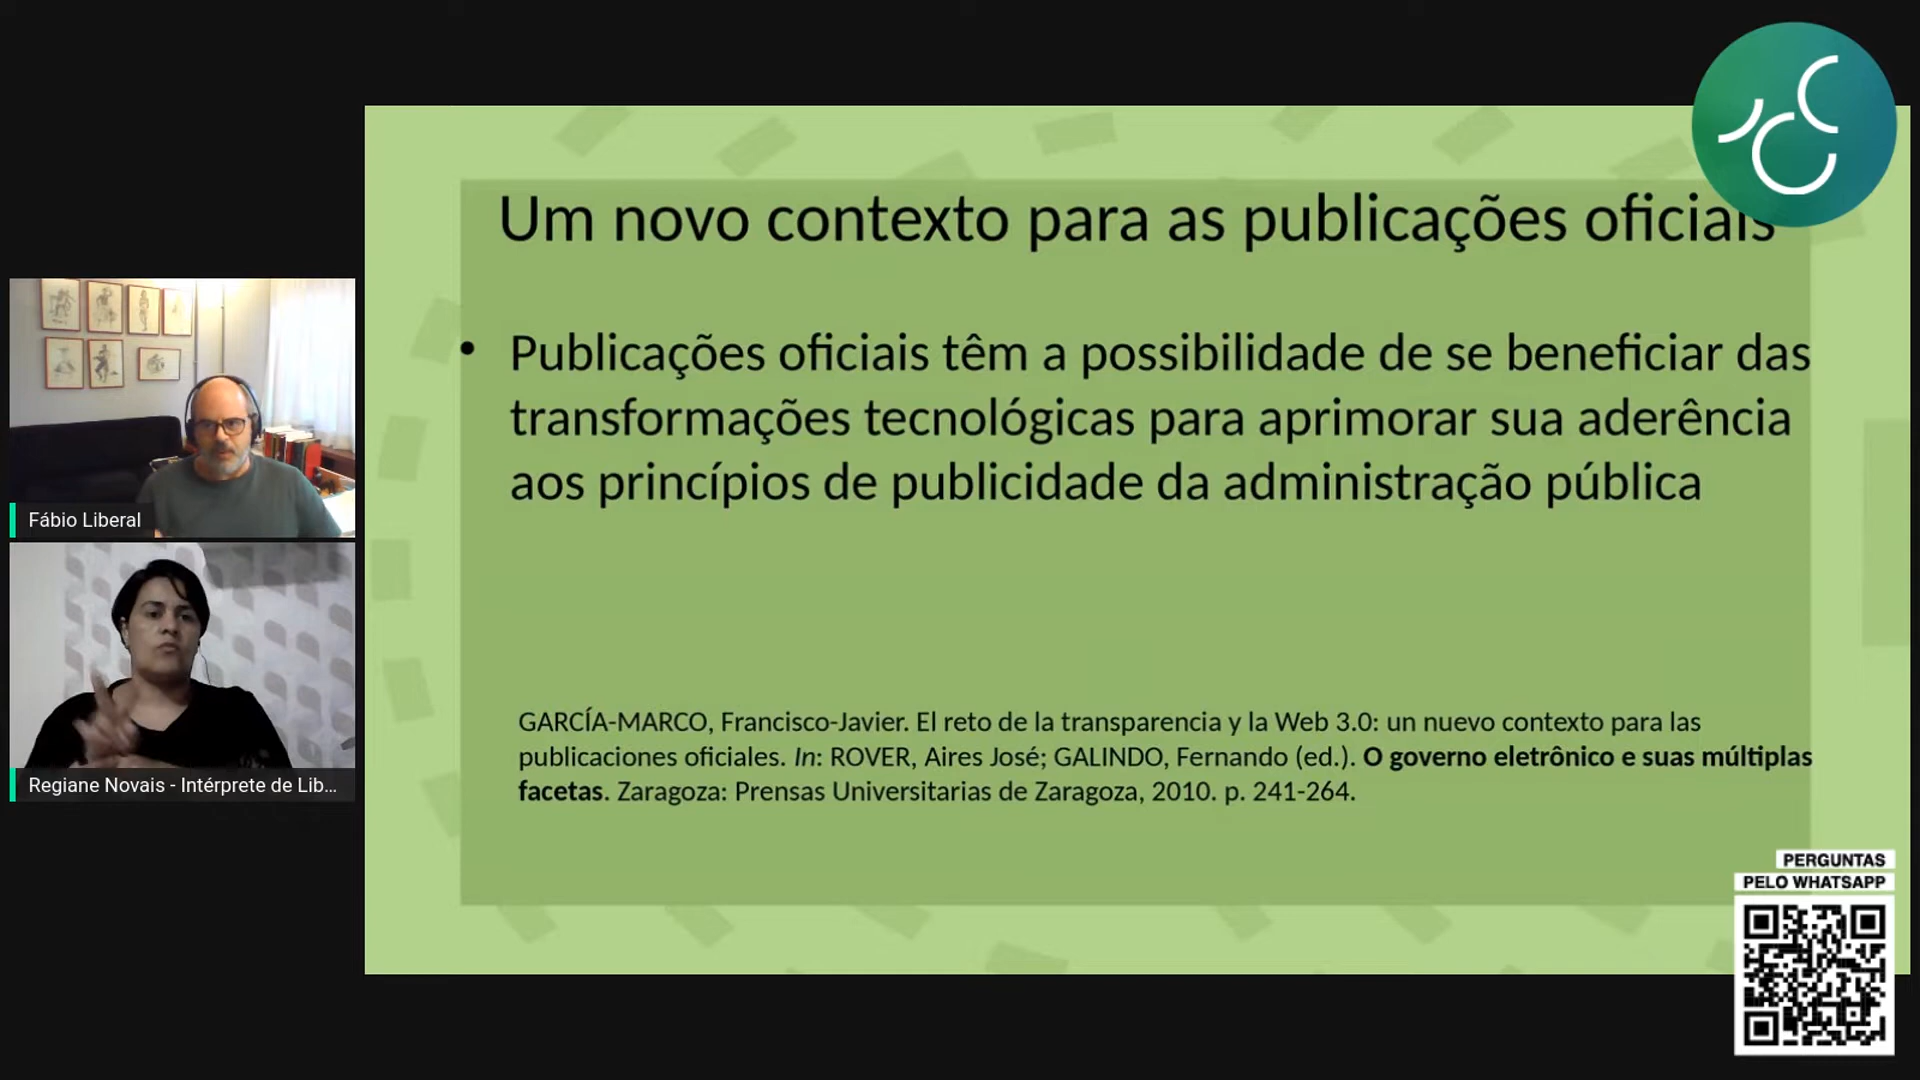 Um novo contexto para as publicações oficiais
• Publicações oficiais têm a possibilidade de se beneficiar das
transformações tecnológicas para aprimorar sua aderência
aos princípios de publicidade da administração pública
Fábio Liberal
Regiane Novais - Intérprete de Lib...
GARCÍA-MARCO, Francisco-Javier. El reto de la transparencia y la Web 3.0: un nuevo contexto para las
publicaciones oficiales. In: ROVER, Aires José; GALINDO, Fernando (ed.). O governo eletrônico e suas múltiplas
facetas. Zaragoza: Prensas Universitarias de Zaragoza, 2010. p. 241-264.
PERGUNTAS
PELO WHATSAPP